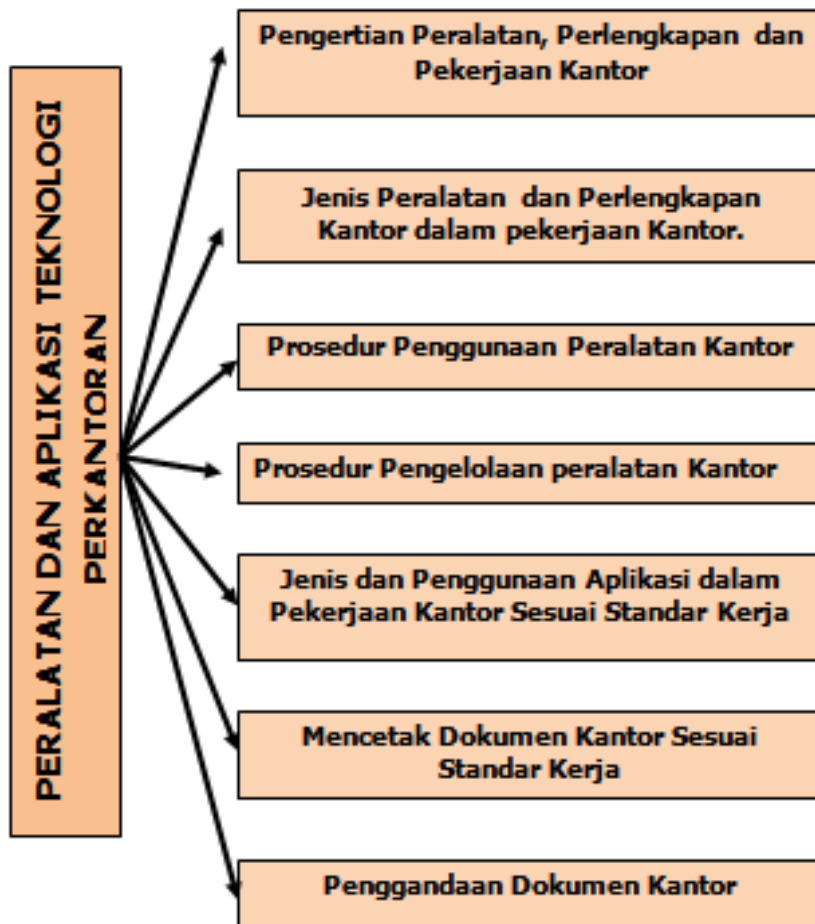 PERALATAN DAN APLIKASI TEKNOLOGI
PERKANTORAN
Pengertian Peralatan, Perlengkapan dan
Pekerjaan Kantor
Jenis Peralatan dan Perlengkapan
Kantor dalam pekerjaan Kantor.
Prosedur Penggunaan Peralatan Kantor
Prosedur Pengelolaan peralatan Kantor
Jenis dan Penggunaan Aplikasi dalam
Pekerjaan Kantor Sesuai Standar Kerja
Mencetak Dokumen Kantor Sesuai
Standar Kerja
Penggandaan Dokumen Kantor